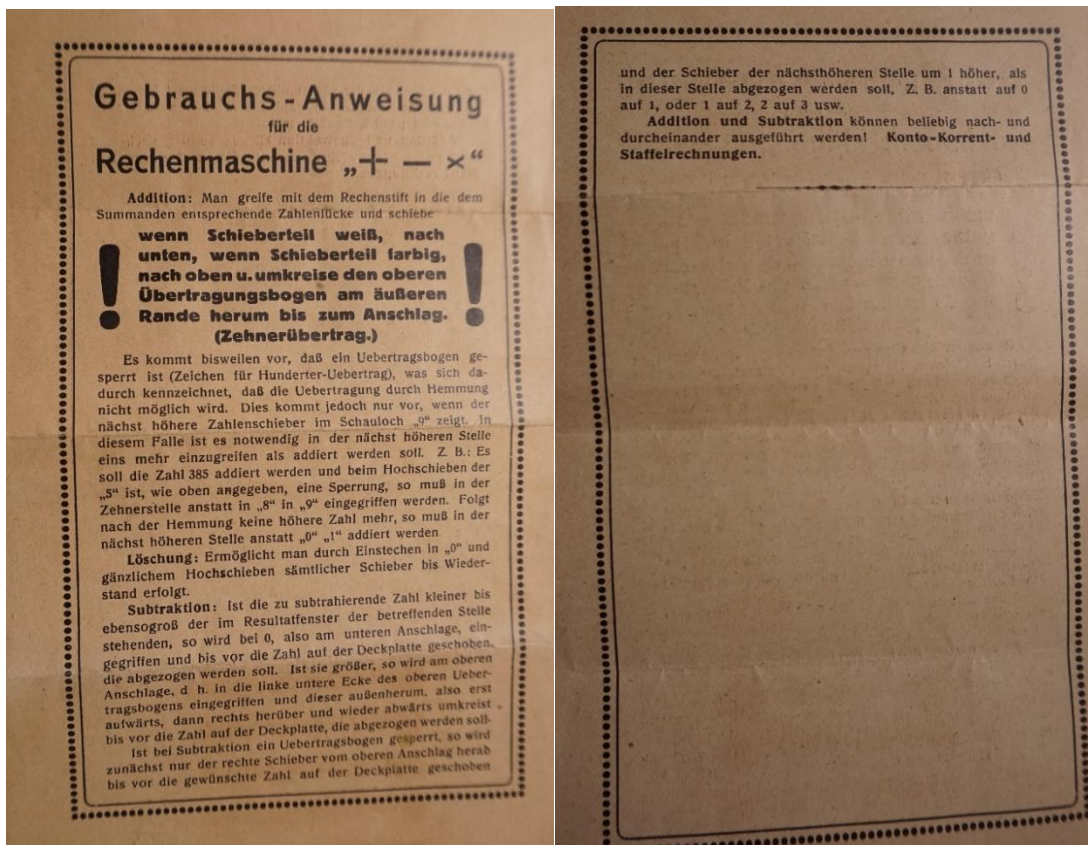 Gebrauchs-Anweisung
für die
Rechenmaschine „+ — ×“
Addition: Man greife mit dem Rechenstift in die dem
Summanden entsprechende Zahlenlücke und schiebe
! wenn Schieberteil weiß, nach !
unten, wenn Schieberteil farbig,
nach oben u. umkreise den oberen
Übertragungsbogen am äußeren
Rande herum bis zum Anschlag.
(Zehnerübertrag.)
Es kommt bisweilen vor, daß ein Uebertragsbogen ge-
sperrt ist (Zeichen für Hunderter-Uebertrag), was sich da-
durch kennzeichnet, daß die Uebertragung durch Hemmung
nicht möglich wird. Dies kommt jedoch nur vor, wenn der
nächst höhere Zahlenschieber im Schauloch „9“ zeigt. In
diesem Falle ist es notwendig in der nächst höheren Stelle
eins mehr einzugreifen als addiert werden soll. Z. B.: Es
soll die Zahl 385 addiert werden und beim Hochschieben der
„5“ ist, wie oben angegeben, eine Sperrung, so muß in der
Zehnerstelle anstatt in „8“ in „9“ eingegriffen werden. Folgt
nach der Hemmung keine höhere Zahl mehr, so muß in der
nächst höheren Stelle anstatt „0“ „1“ addiert werden
Löschung: Ermöglicht man durch Einstechen in „0“ und
gänzlichem Hochschieben sämtlicher Schieber bis Wieder-
stand erfolgt.
Subtraktion: Ist die zu subtrahierende Zahl kleiner bis
ebensogroß der im Resultatfenster der betreffenden Stelle
stehenden, so wird bei 0, also am unteren Anschlage, ein-
gegriffen und bis vor die Zahl auf der Deckplatte geschoben,
die abgezogen werden soll. Ist sie größer, so wird am oberen
Anschlage, d h. in die linke untere Ecke des oberen Ueber-
tragsbogens eingegriffen und dieser außenherum, also erst
aufwärts, dann rechts herüber und wieder abwärts umkreist
bis vor die Zahl auf der Deckplatte, die abgezogen werden soll.
Ist bei Subtraktion ein Uebertragsbogen gesperrt, so wird
zunächst nur der rechte Schieber vom oberen Anschlag herab
bis vor die gewünschte Zahl auf der Deckplatte geschoben
und der Schieber der nächsthöheren Stelle um 1 höher, als
in dieser Stelle abgezogen werden soll, Z. B. anstatt auf 0
auf 1, oder 1 auf 2, 2 auf 3 usw.
Addition und Subtraktion können beliebig nach- und
durcheinander ausgeführt werden! Konto-Korrent- und
Staffelrechnungen.